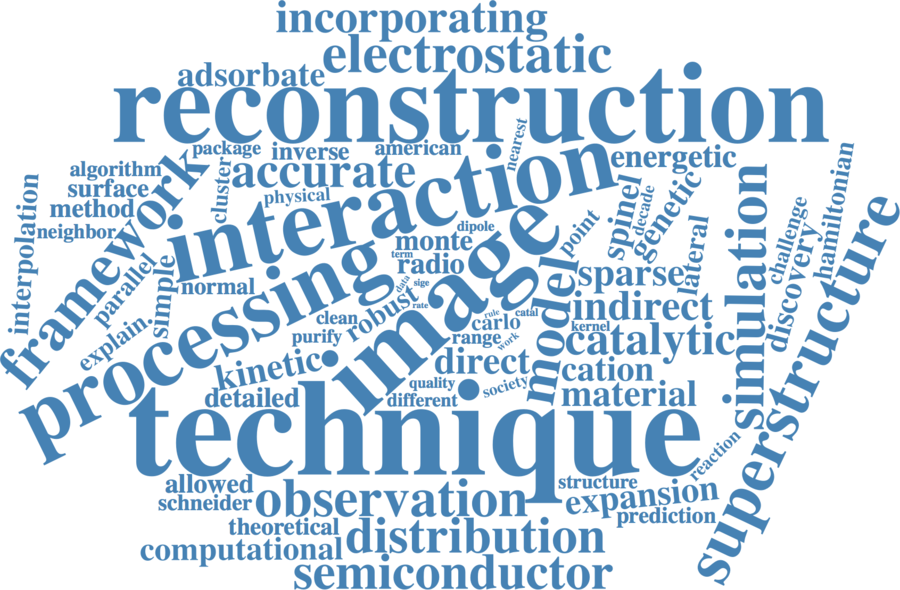 incorporating
electrostatic
adsorbate
reconstruction
package
inverse
american
nearest
energetic
algorithm
surface
method
neighbor
interpolation
framework
cluster
accurate
physical
interaction
parallel
simple
explain
normal
processing
monte
dipole
term
radio
data
sige
rate
robust
image
point
spinel
decade
genetic
lateral
simulation
challenge
discovery
hamiltonian
superstructure
sparse
model
indirect
rule
carlo
catal
kernel
range
work
catalytic
clean
purify
kinetic
detailed
direct
quality
different
society
cation
material
technique
reaction
allowed
schneider
observation
structure
expansion
prediction
theoretical
computational
distribution
semiconductor